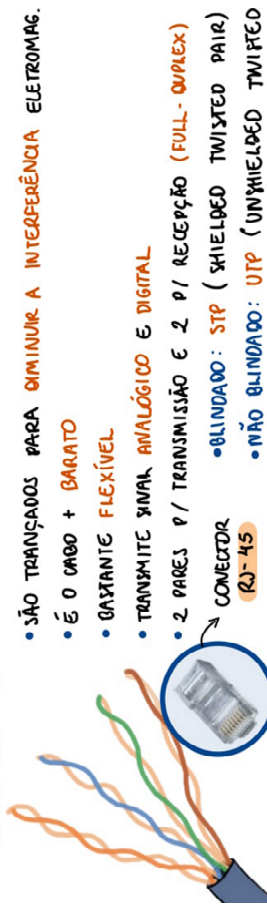 • SÃO TRANÇADOS PARA DIMINUIR A INTERFERÊNCIA ELETROMAG.
• É O CABO + BARATO
• BASTANTE FLEXÍVEL
• TRANSMITE SINAL ANALÓGICO E DIGITAL
• 2 PARES P/ TRANSMISSÃO E 2 P/ RECEPÇÃO (FULL-DUPLEX)
CONECTOR
RJ-45
• BLINDADO: STP (SHIELDED TWISTED PAIR)
• NÃO BLINDADO: UTP (UNSHIELDED TWISTED